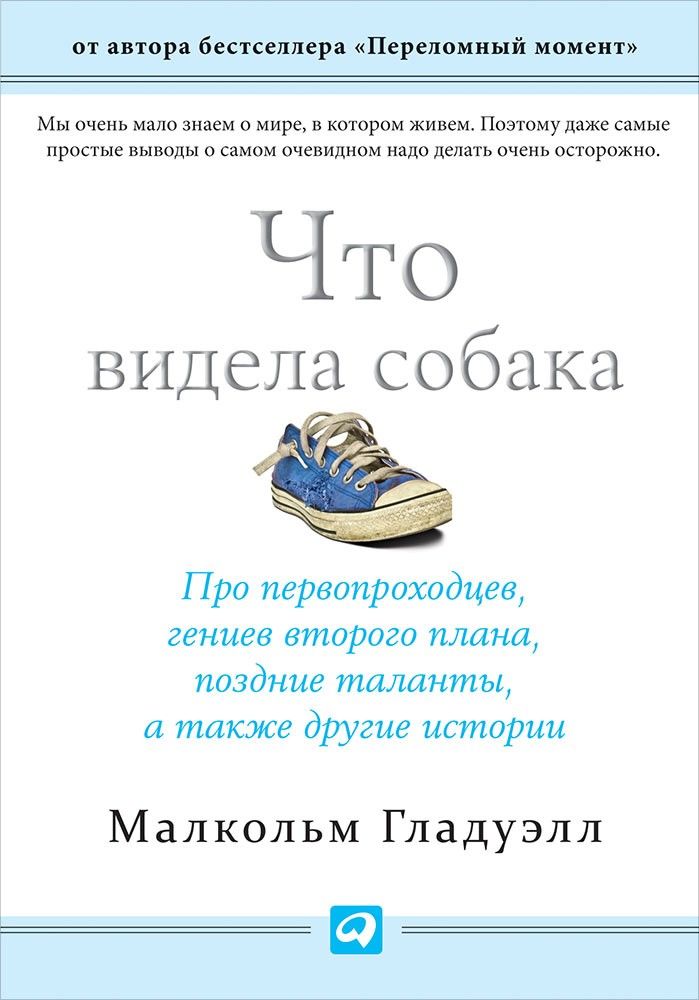 от автора бестселлера «Переломный момент»
Мы очень мало знаем о мире, в котором живем. Поэтому даже самые
простые выводы о самом очевидном надо делать очень осторожно.
Что
видела собака
Про первопроходцев,
гениев второго плана,
поздние таланты,
а также другие истории
Малкольм Гладуэлл